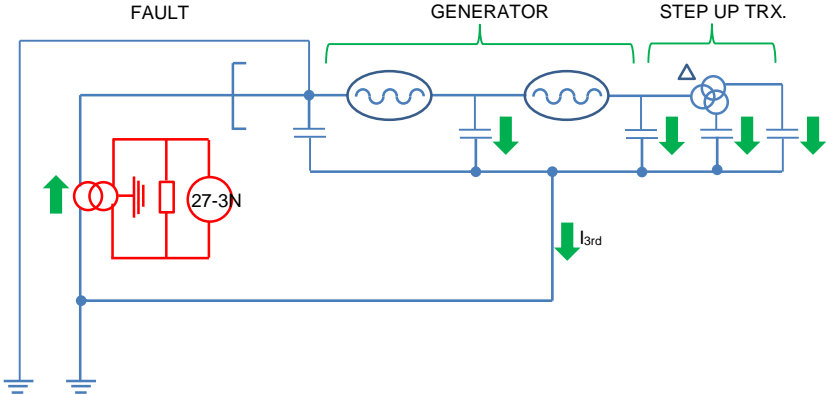 FAULT
GENERATOR
STEP UP TRX.
Δ
27-3N
I3rd